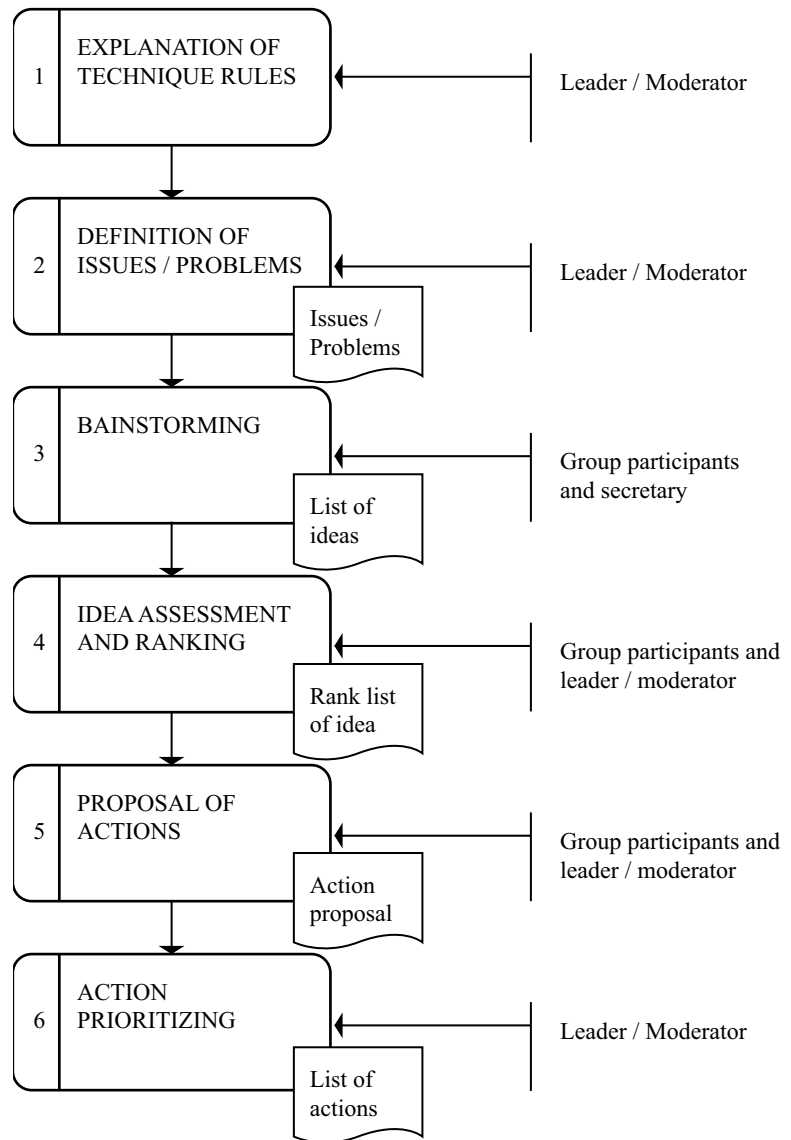 1
EXPLANATION OF
TECHNIQUE RULES
Leader / Moderator
2
DEFINITION OF
ISSUES / PROBLEMS
Issues /
Problems
Leader / Moderator
3
BAINSTORMING
List of
ideas
Group participants
and secretary
4
IDEA ASSESSMENT
AND RANKING
Rank list
of idea
Group participants and
leader / moderator
5
PROPOSAL OF
ACTIONS
Action
proposal
Group participants and
leader / moderator
6
ACTION
PRIORITIZING
List of
actions
Leader / Moderator